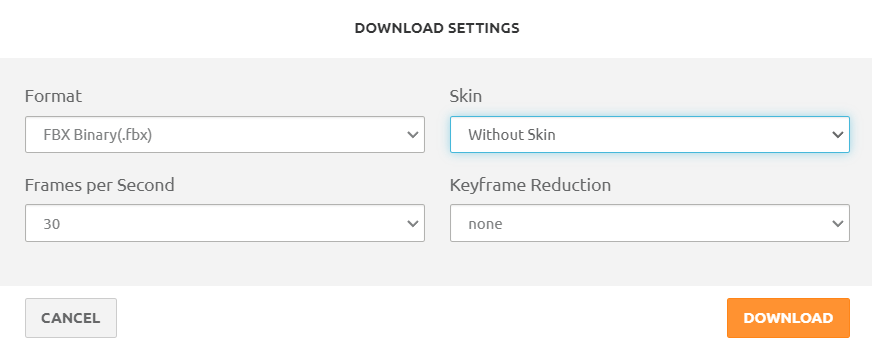 DOWNLOAD SETTINGS
Format
Skin
FBX Binary(.fbx)
Without Skin
Frames per Second
Keyframe Reduction
30
none
CANCEL
DOWNLOAD